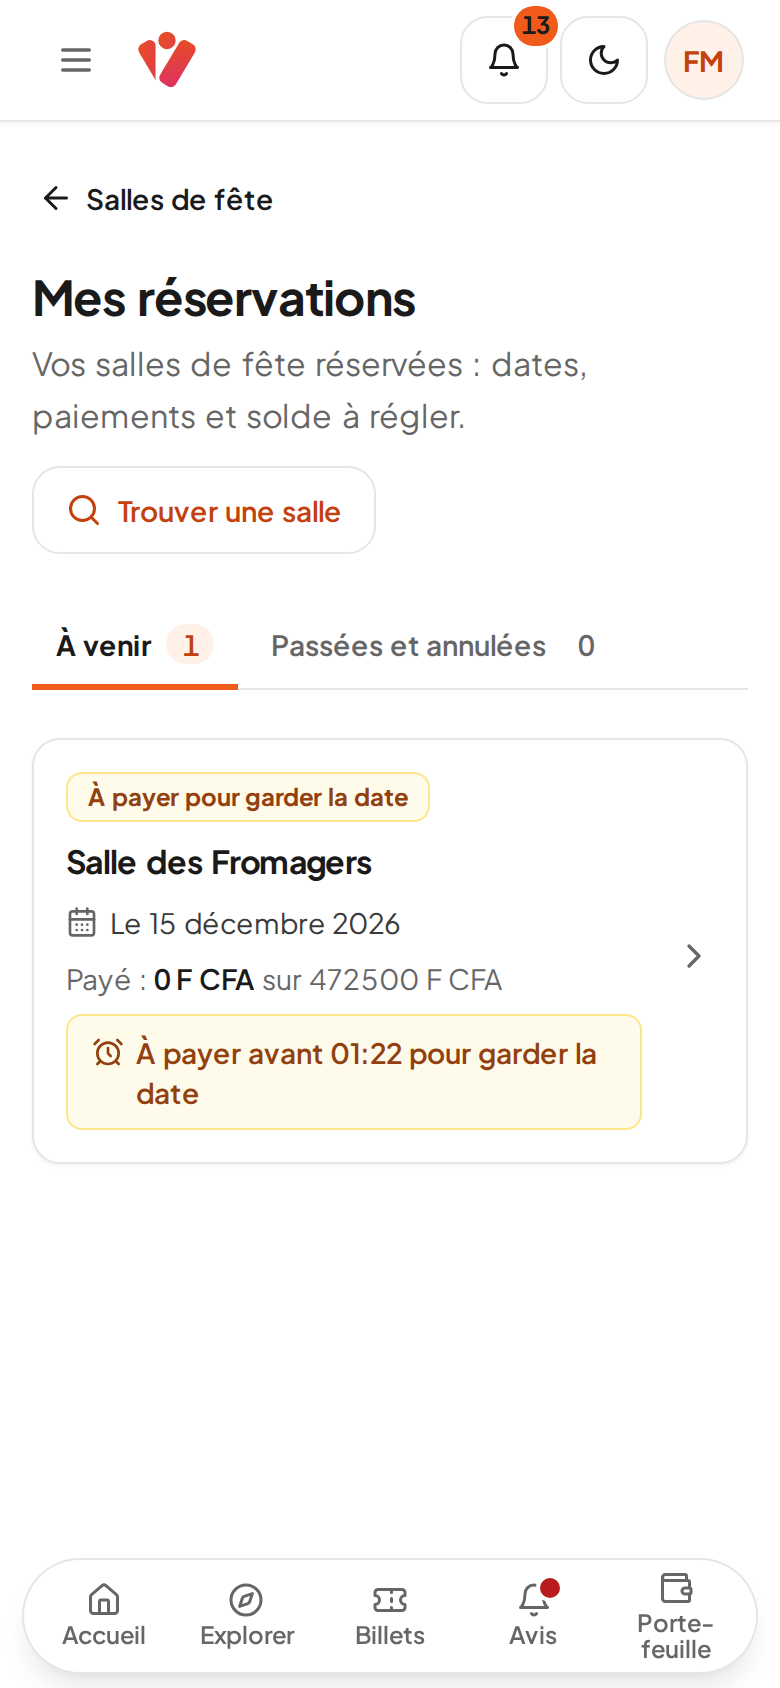 13
FM
Salles de fête
Mes réservations
Vos salles de fête réservées : dates,
paiements et solde à régler.
Trouver une salle
À venir 1 Passées et annulées 0
À payer pour garder la date
Salle des Fromagers
Le 15 décembre 2026
Payé : 0 F CFA sur 472500 F CFA
À payer avant 01:22 pour garder la
date
Accueil Explorer Billets Avis Porte-
feuille